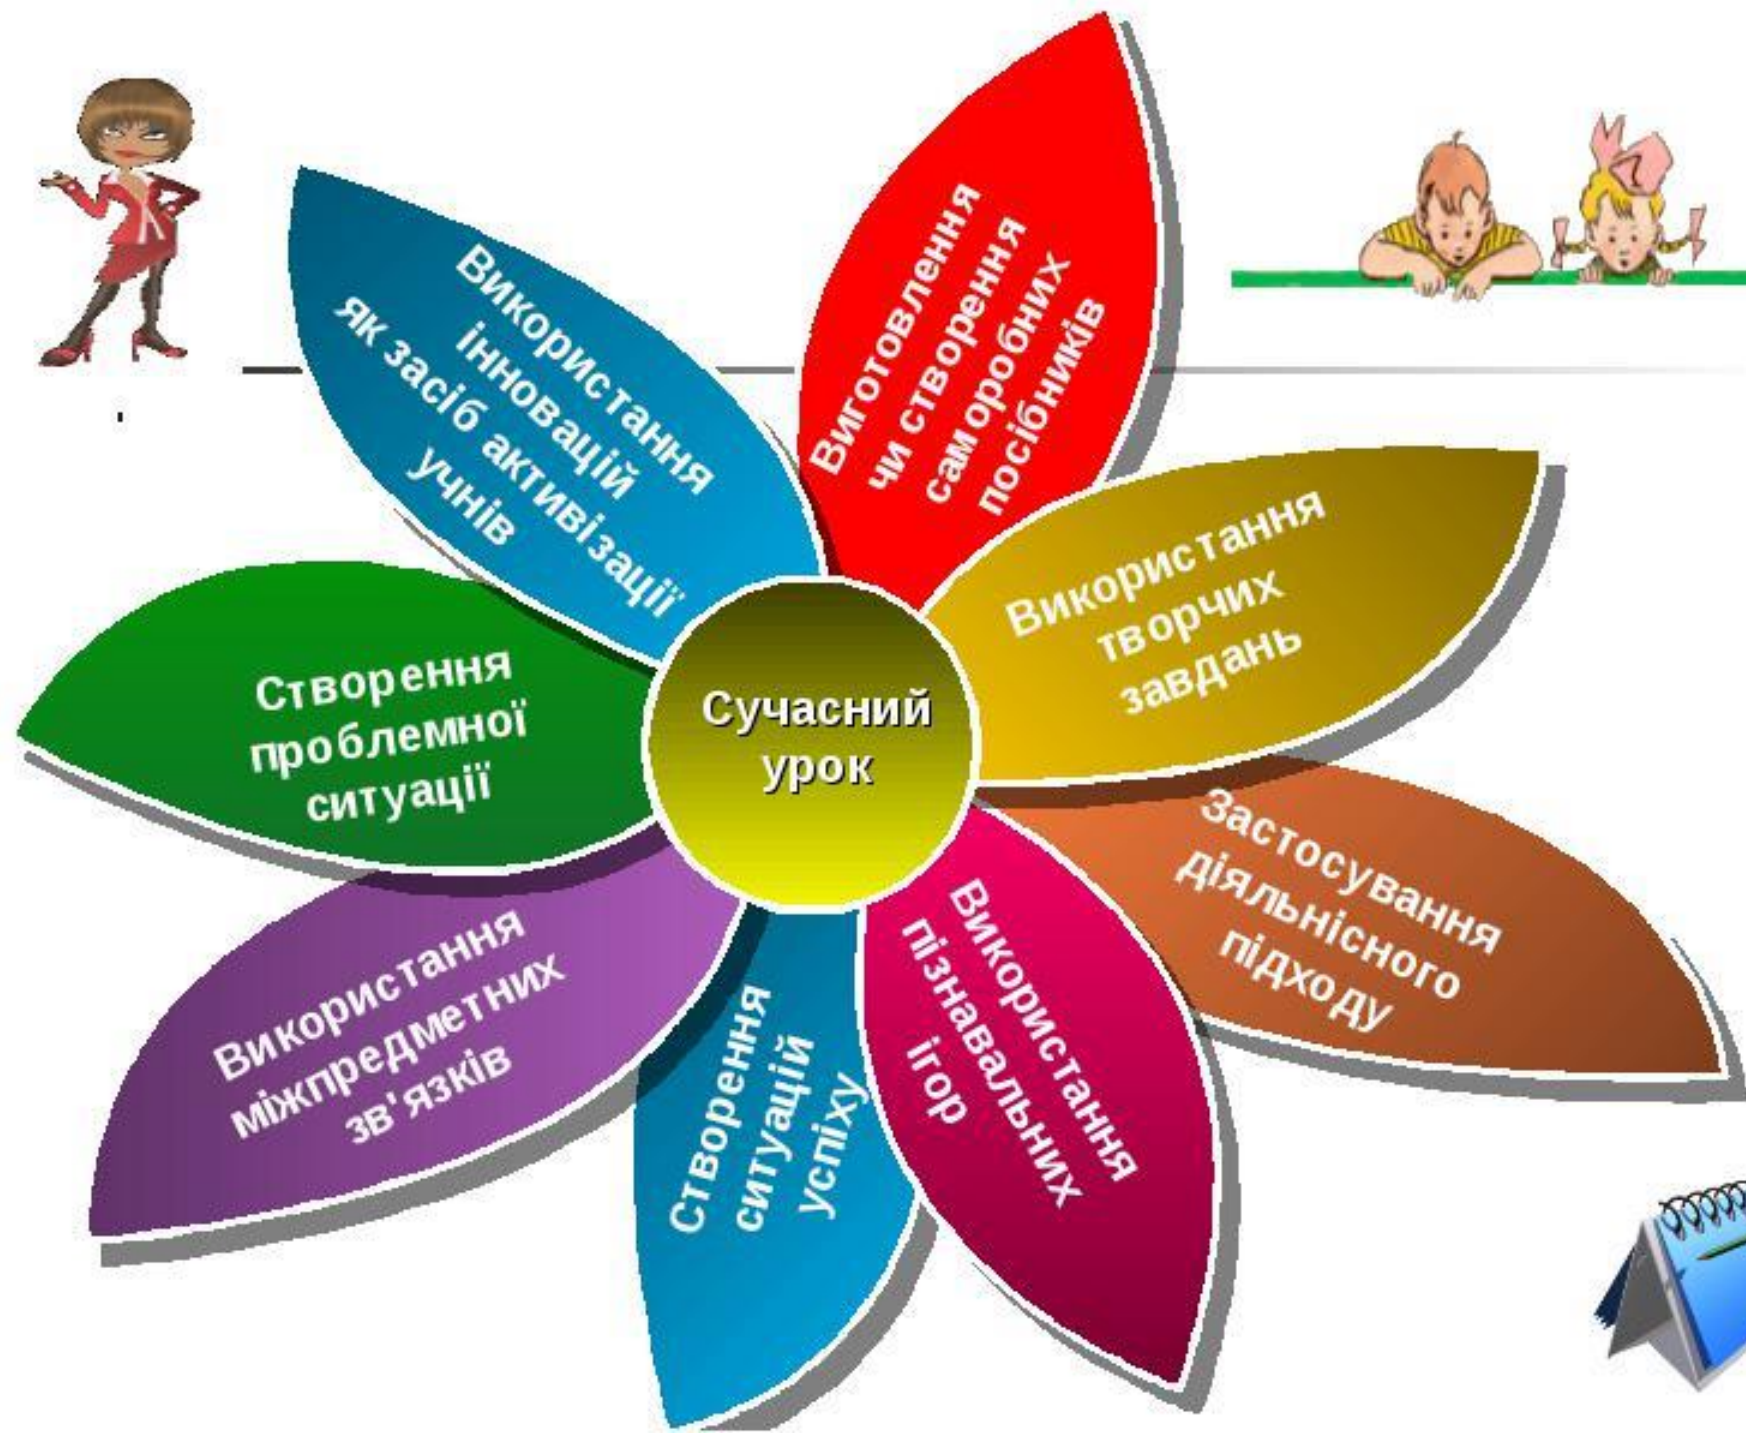 Сучасний
урок
Виготовлення
чи створення
саморобних
посібників
Використання
творчих
завдань
Застосування
діяльнісного
підходу
Використання
пізнавальних
ігор
Створення
ситуацій
успіху
Використання
міжпредметних
зв'язків
Створення
проблемної
ситуації
Використання
інновацій
як засіб активізації
учнів